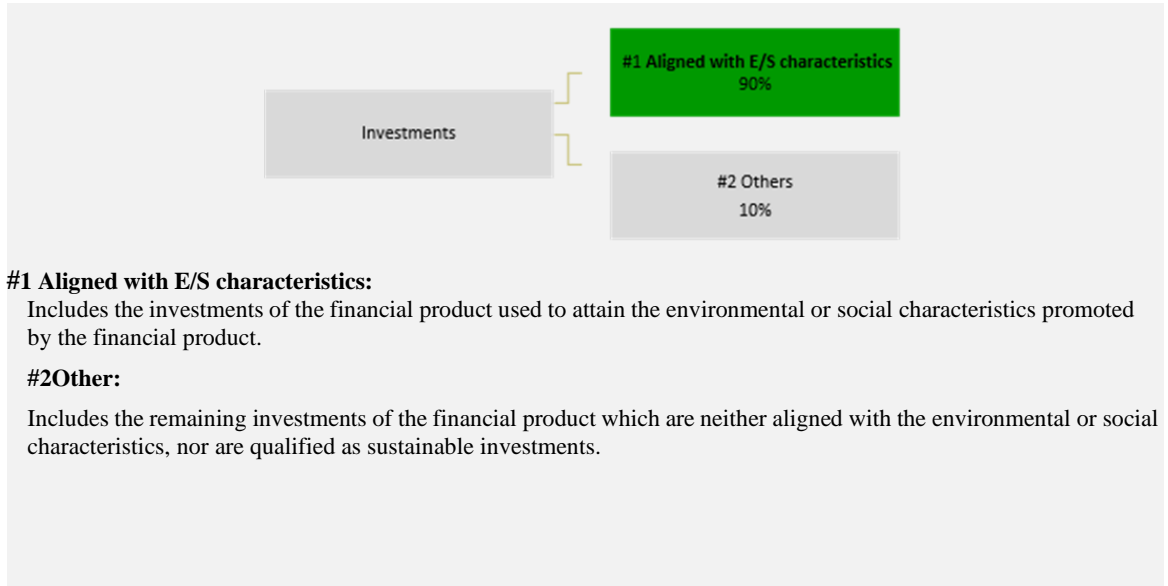 #1 Aligned with E/S characteristics
90%
Investments
#2 Others
10%
#1 Aligned with E/S characteristics:
Includes the investments of the financial product used to attain the environmental or social characteristics promoted
by the financial product.
#2Other:
Includes the remaining investments of the financial product which are neither aligned with the environmental or social
characteristics, nor are qualified as sustainable investments.